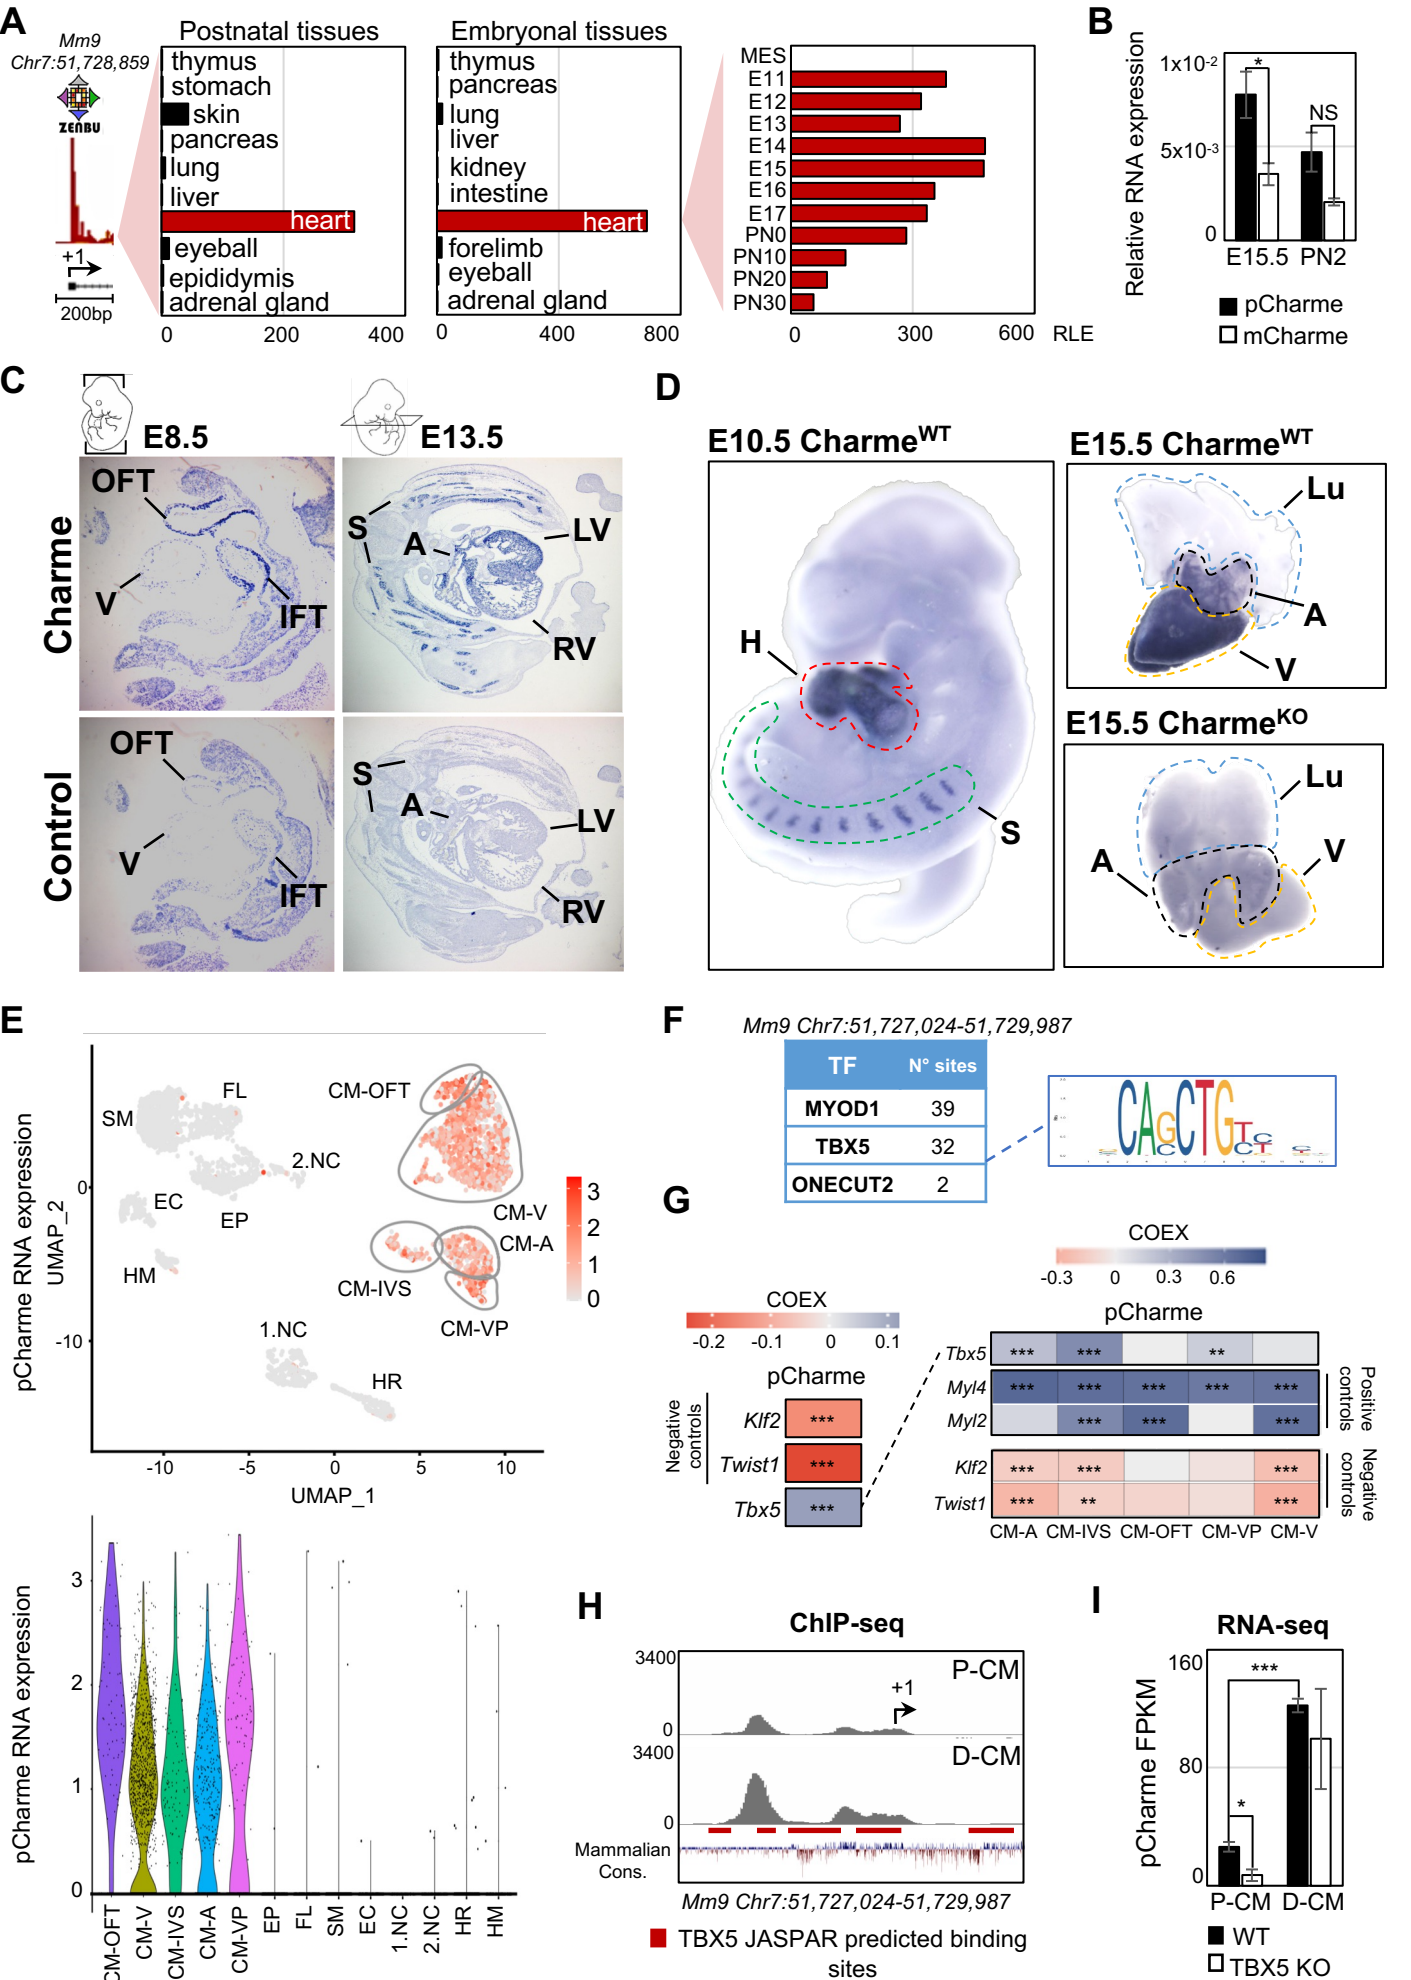 A
Mm9
Chr7:51,728,859
ZENBU
+1
200bp
Postnatal tissues
thymus
stomach
skin
pancreas
lung
liver
heart
eyeball
epididymis
adrenal gland
0 200 400
Embryonal tissues
thymus
pancreas
lung
liver
kidney
intestine
heart
forelimb
eyeball
adrenal gland
0 400 800
MES
E11
E12
E13
E14
E15
E16
E17
PN0
PN10
PN20
PN30
0 300 600 RLE
B
Relative RNA expression
1x10-2
5x10-3
0
*
NS
E15.5 PN2
pCharme
mCharme
C
E8.5
E13.5
Charme
OFT
V
IFT
S
A
LV
RV
Control
OFT
V
IFT
S
A
LV
RV
D
E10.5 CharmeWT
H
S
E15.5 CharmeWT
Lu
A
V
E15.5 CharmeKO
Lu
A
V
E
pCharme RNA expression
UMAP_2
0
-10
SM
FL
2.NC
EC
EP
HM
1.NC
HR
CM-OFT
CM-V
CM-A
CM-IVS
CM-VP
3
2
1
0
-10 -5 0 5 10
UMAP_1
pCharme RNA expression
3
2
1
0
CM-OFT
CM-V
CM-IVS
CM-A
CM-VP
EP
FL
SM
EC
1.NC
2.NC
HR
HM
F
Mm9 Chr7:51,727,024-51,729,987
TF N° sites
MYOD1 39
TBX5 32
ONECUT2 2
G
COEX
-0.2 -0.1 0 0.1
pCharme
Negative controls
Klf2 ***
Twist1 ***
Tbx5 ***
COEX
-0.3 0 0.3 0.6
pCharme
Tbx5 *** *** **
Myl4 *** *** *** *** ***
Myl2 *** *** ***
Positive controls
Klf2 *** *** ***
Twist1 *** ** ***
Negative controls
CM-A CM-IVS CM-OFT CM-VP CM-V
H
ChIP-seq
3400
0
P-CM
+1
3400
0
D-CM
Mammalian
Cons.
Mm9 Chr7:51,727,024-51,729,987
TBX5 JASPAR predicted binding
sites
I
RNA-seq
pCharme FPKM
160
80
0
***
*
P-CM D-CM
WT
TBX5 KO